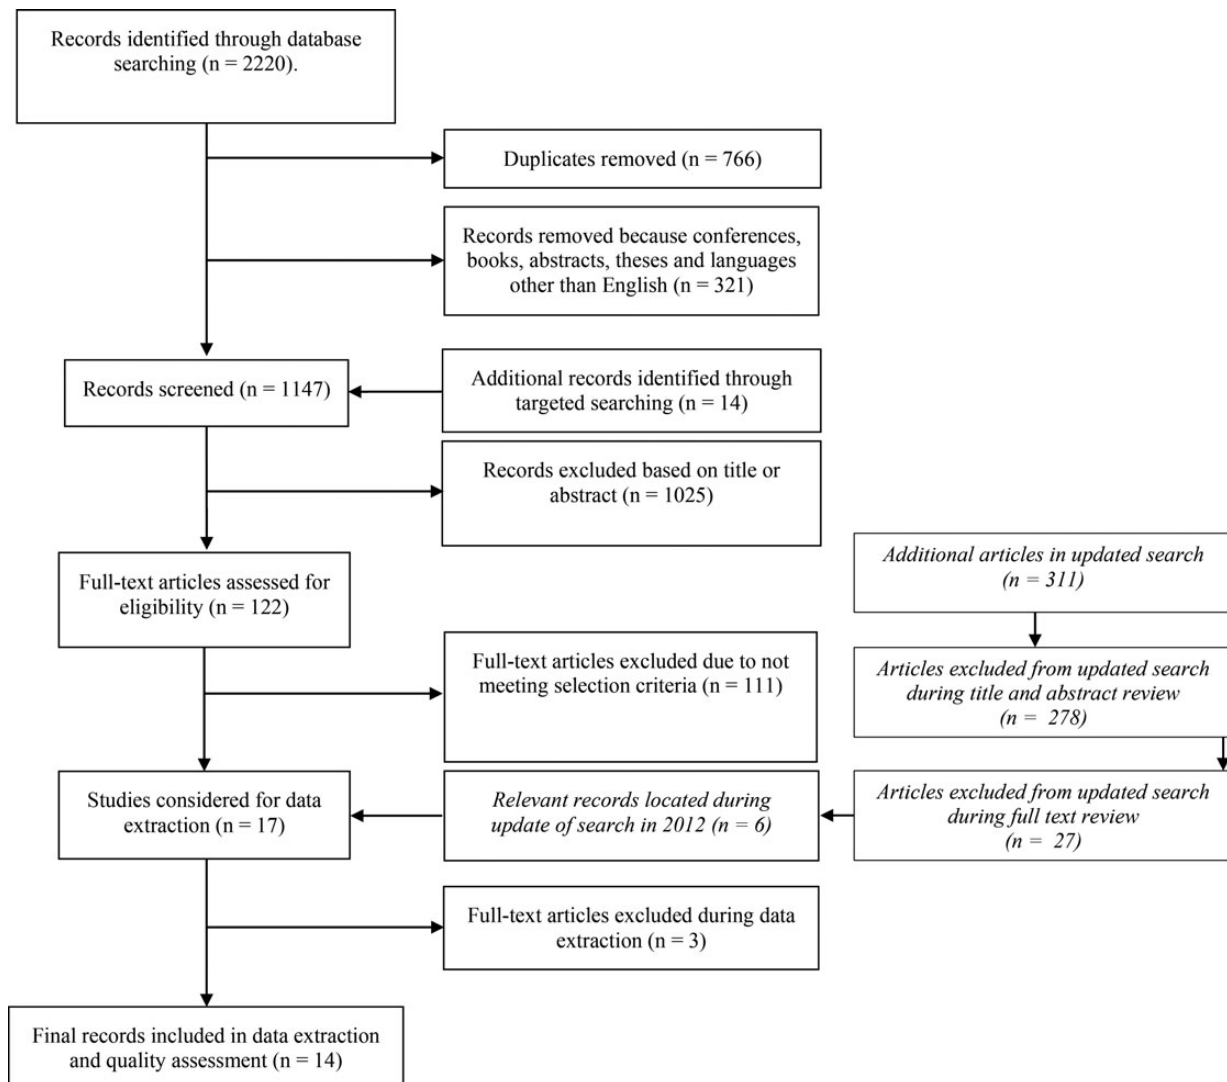 Records identified through database
searching (n = 2220).
Duplicates removed (n = 766)
Records removed because conferences,
books, abstracts, theses and languages
other than English (n = 321)
Records screened (n = 1147)
Additional records identified through
targeted searching (n = 14)
Records excluded based on title or
abstract (n = 1025)
Full-text articles assessed for
eligibility (n = 122)
Additional articles in updated search
(n = 311)
Full-text articles excluded due to not
meeting selection criteria (n = 111)
Articles excluded from updated search
during title and abstract review
(n = 278)
Studies considered for data
extraction (n = 17)
Relevant records located during
update of search in 2012 (n = 6)
Articles excluded from updated search
during full text review
(n = 27)
Full-text articles excluded during data
extraction (n = 3)
Final records included in data extraction
and quality assessment (n = 14)